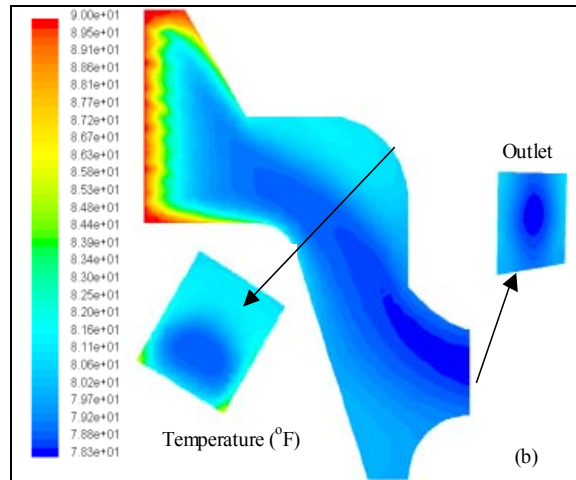 9.00e+01
8.95e+01
8.91e+01
8.86e+01
8.81e+01
8.77e+01
8.72e+01
8.67e+01
8.63e+01
8.58e+01
8.53e+01
8.48e+01
8.44e+01
8.39e+01
8.34e+01
8.30e+01
8.25e+01
8.20e+01
8.16e+01
8.11e+01
8.06e+01
8.02e+01
7.97e+01
7.92e+01
7.88e+01
7.83e+01
Outlet
Temperature (°F)
(b)